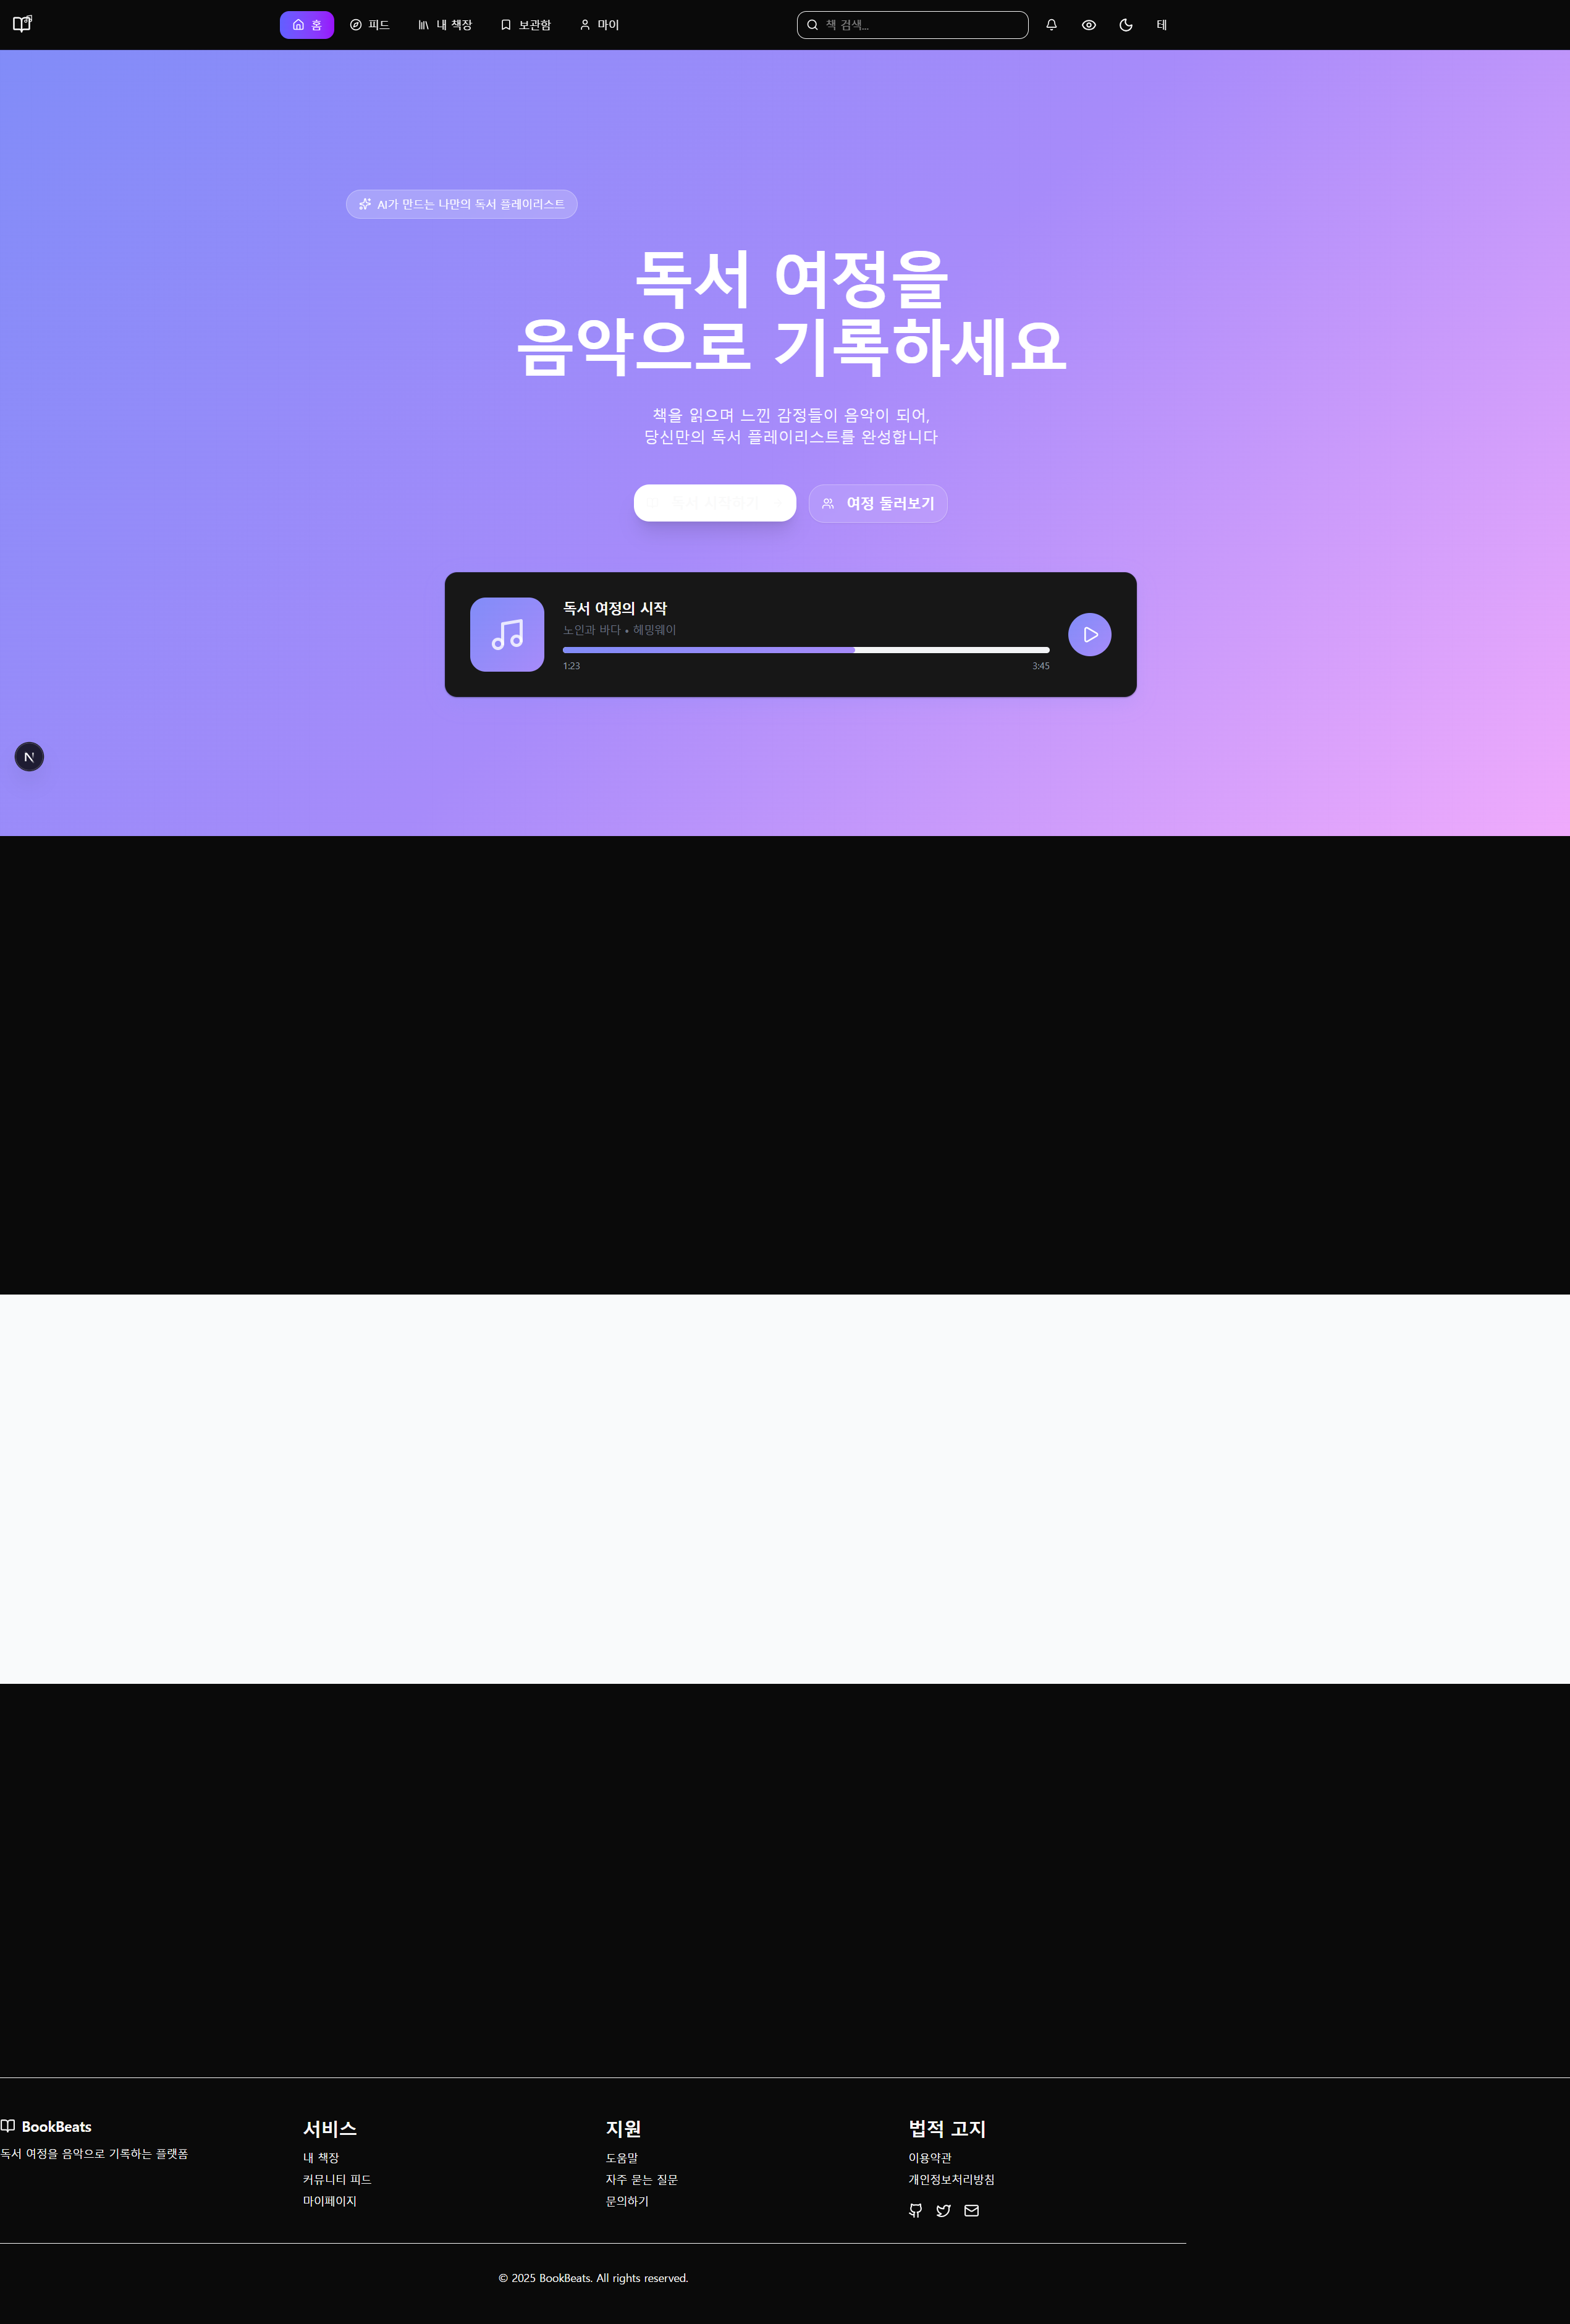 홈
피드
내 책장
보관함
마이
책 검색...
테
AI가 만드는 나만의 독서 플레이리스트
독서 여정을
음악으로 기록하세요
책을 읽으며 느낀 감정들이 음악이 되어,
당신만의 독서 플레이리스트를 완성합니다
여정 둘러보기
독서 여정의 시작
노인과 바다 • 헤밍웨이
1:23
3:45
N
BookBeats
독서 여정을 음악으로 기록하는 플랫폼
서비스
내 책장
커뮤니티 피드
마이페이지
지원
도움말
자주 묻는 질문
문의하기
법적 고지
이용약관
개인정보처리방침
© 2025 BookBeats. All rights reserved.